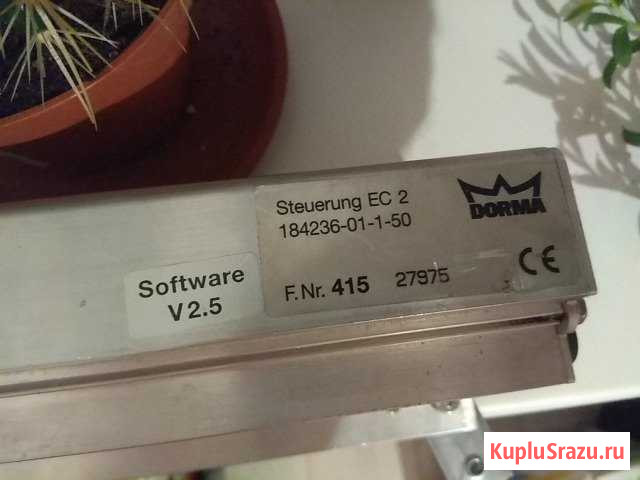 Steuerung EC 2
184236-01-1-50
DORMA
F.Nr. 415 27975
CE
Software
V2.5
KupluSrazu.ru